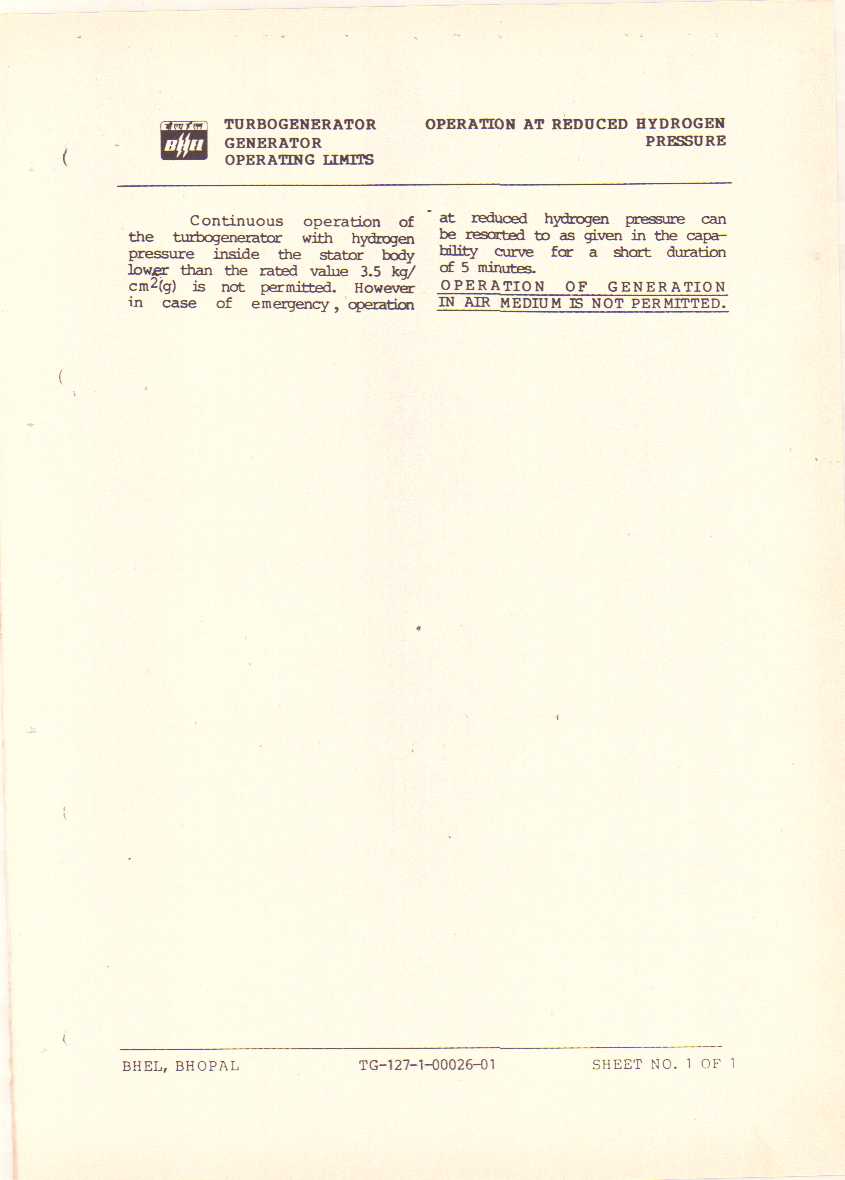 TURBOGENERATOR
GENERATOR
OPERATING LIMITS
OPERATION AT REDUCED HYDROGEN
PRESSURE
BHEL
Continuous operation of
the turbogenerator with hydrogen
pressure inside the stator body
lower than the rated value 3.5 kg/
cm2(g) is not permitted. However
in case of emergency, operation
at reduced hydrogen pressure can
be resorted to as given in the capa-
bility curve for a short duration
of 5 minutes.
OPERATION OF GENERATION
IN AIR MEDIUM IS NOT PERMITTED.
BHEL, BHOPAL
TG-127-1-00026-01
SHEET NO. 1 OF 1